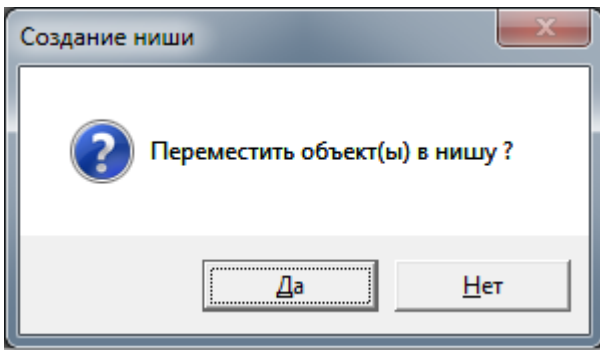 Создание ниши
Переместить объект(ы) в нишу ?
Да
Нет